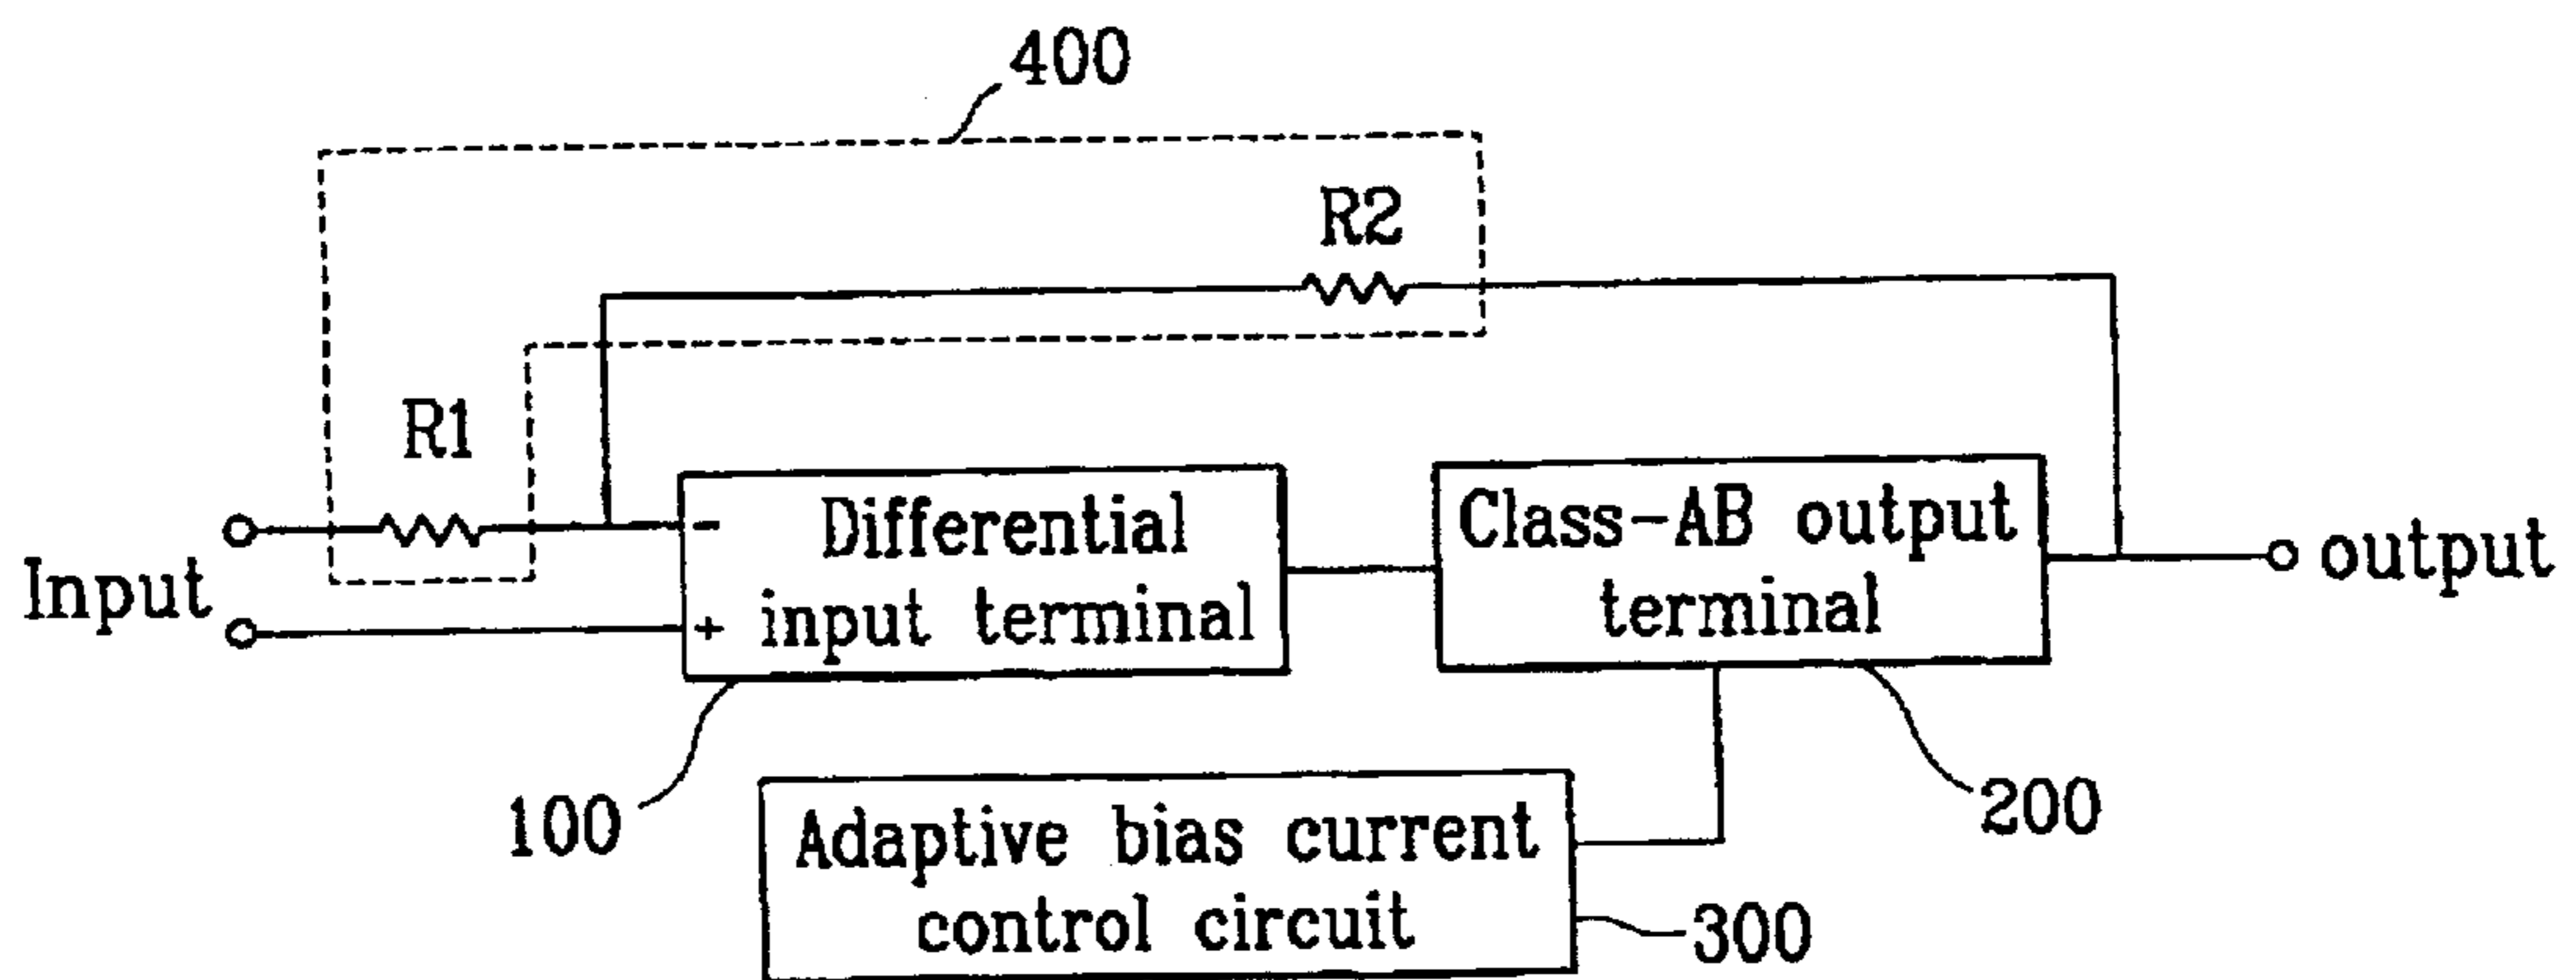 400
R2
R1
Input
-
+
Differential
input terminal
Class-AB output
terminal
output
100
200
Adaptive bias current
control circuit
300